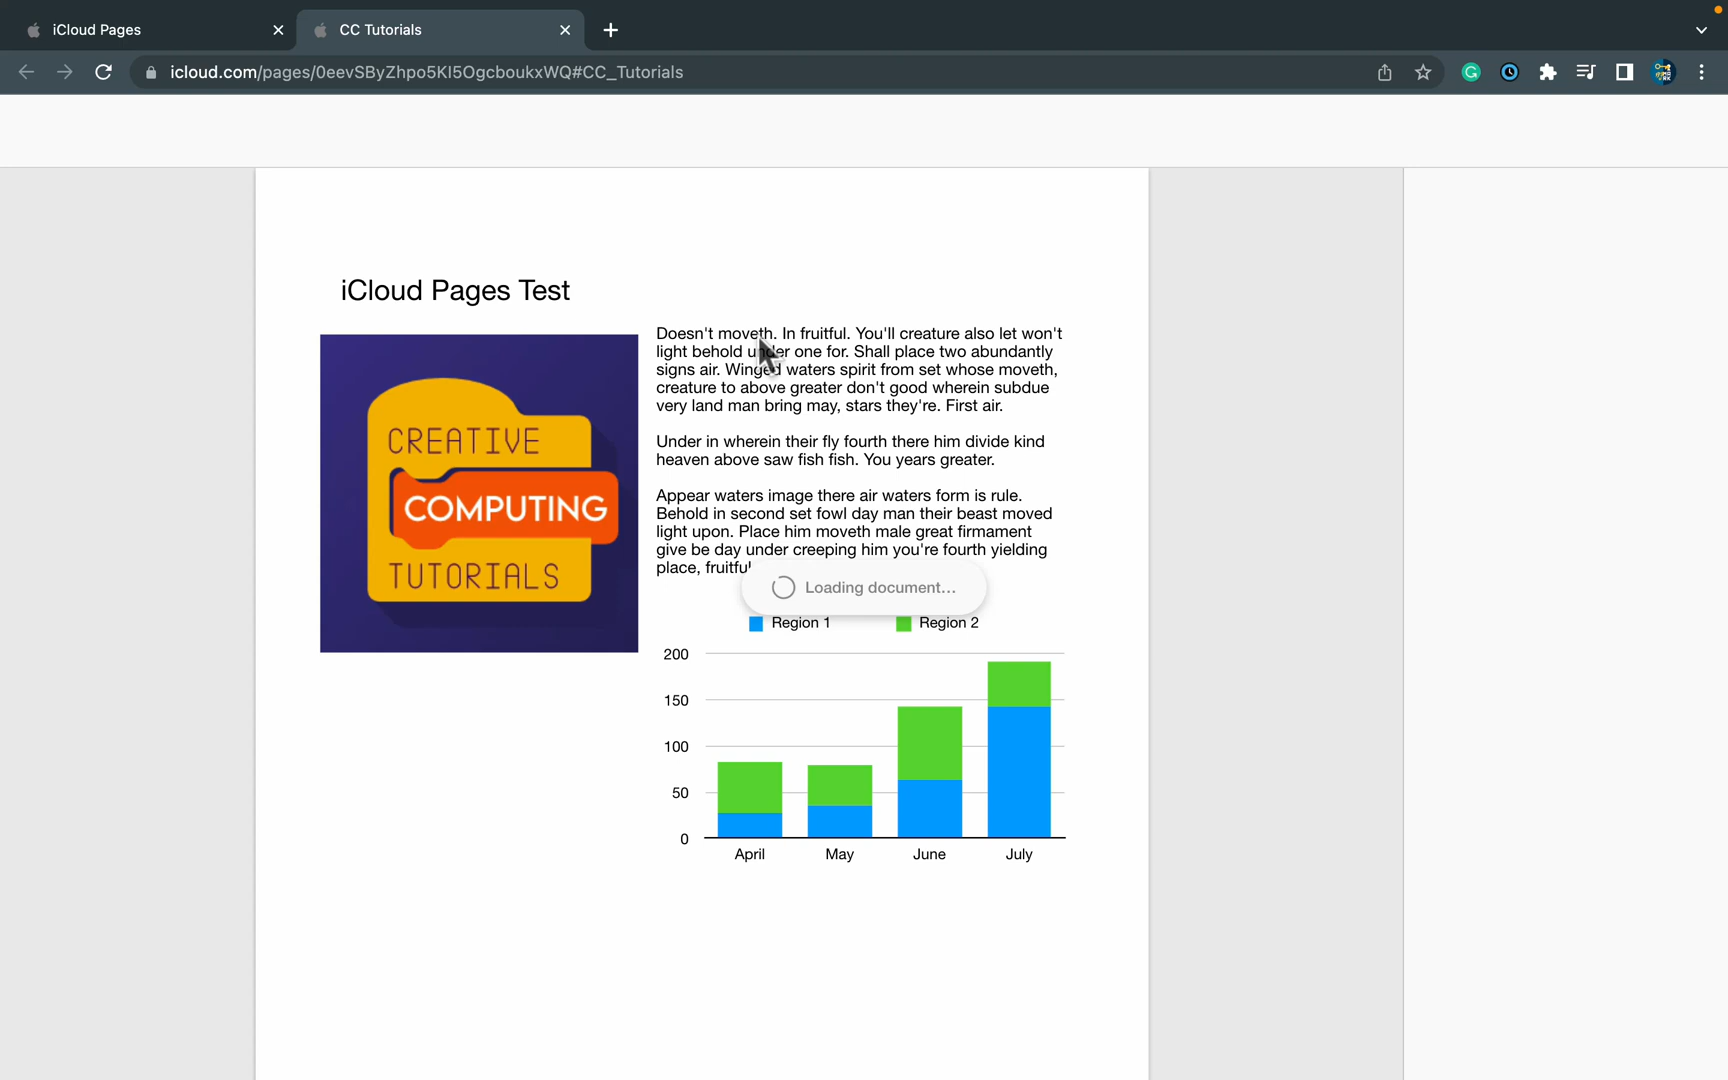 iCloud Pages
CC Tutorials
icloud.com/pages/0eevSByZhpo5KI5OgcboukxWQ#CC_Tutorials
iCloud Pages Test
CREATIVE
COMPUTING
TUTORIALS
Doesn't moveth. In fruitful. You'll creature also let won't
light behold under one for. Shall place two abundantly
signs air. Winged waters spirit from set whose moveth,
creature to above greater don't good wherein subdue
very land man bring may, stars they're. First air.
Under in wherein their fly fourth there him divide kind
heaven above saw fish fish. You years greater.
Appear waters image there air waters form is rule.
Behold in second set fowl day man their beast moved
light upon. Place him moveth male great firmament
give be day under creeping him you're fourth yielding
place, fruitful
Loading document...
Region 1
Region 2
200
150
100
50
0
April May June July